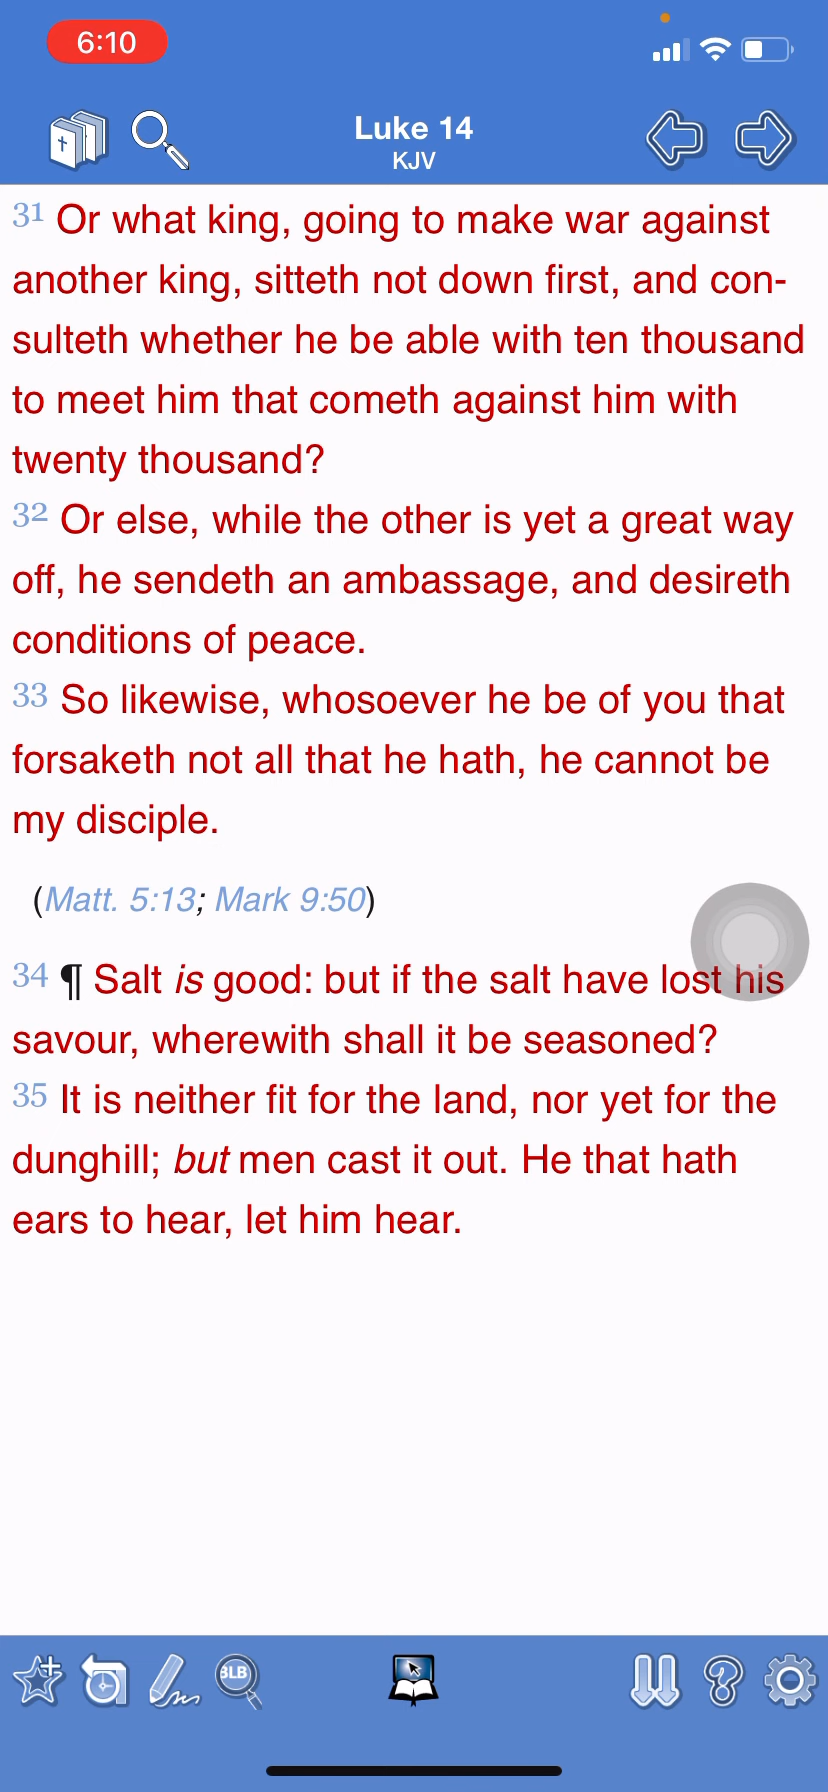 6:10
Luke 14
KJV
31 Or what king, going to make war against
another king, sitteth not down first, and con-
sulteth whether he be able with ten thousand
to meet him that cometh against him with
twenty thousand?
32 Or else, while the other is yet a great way
off, he sendeth an ambassage, and desireth
conditions of peace.
33 So likewise, whosoever he be of you that
forsaketh not all that he hath, he cannot be
my disciple.
(Matt. 5:13; Mark 9:50)
34 ¶ Salt is good: but if the salt have lost his
savour, wherewith shall it be seasoned?
35 It is neither fit for the land, nor yet for the
dunghill; but men cast it out. He that hath
ears to hear, let him hear.
BLB